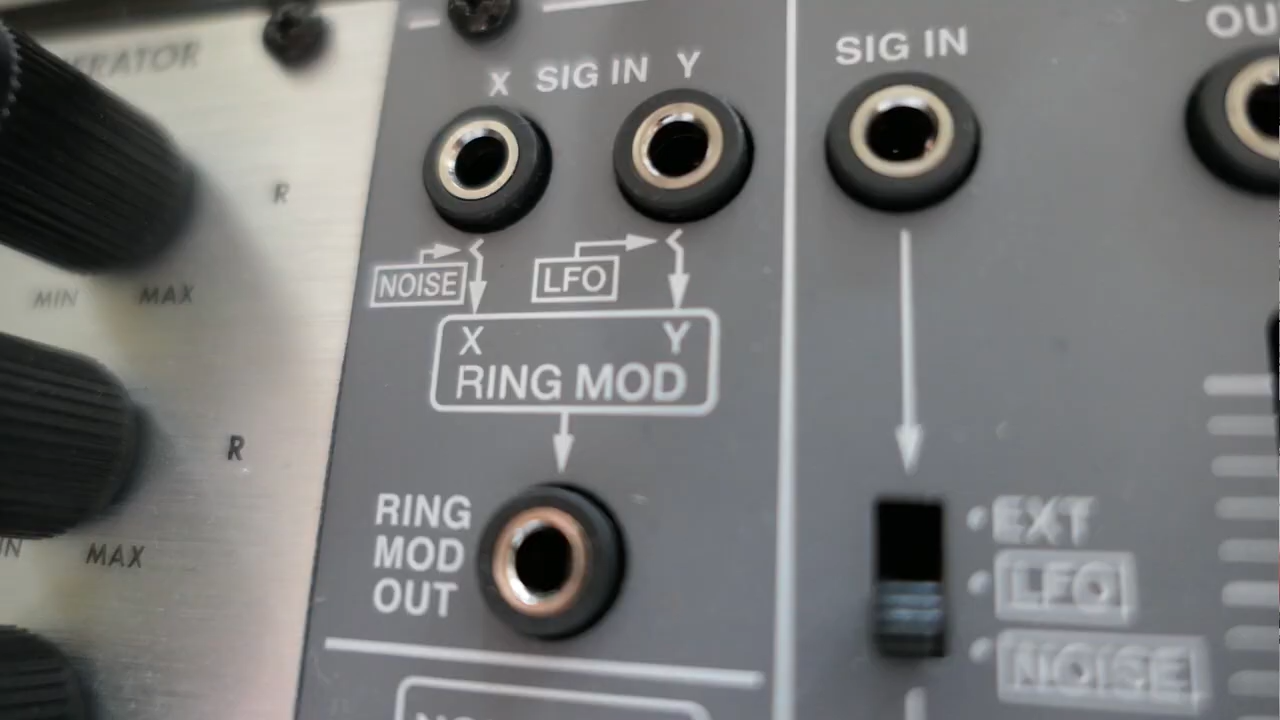 X SIG IN Y
SIG IN
OU
ERATOR
R
MIN MAX
NOISE
LFO
X Y
RING MOD
R
IN MAX
RING
MOD
OUT
EXT
LFO
NOISE